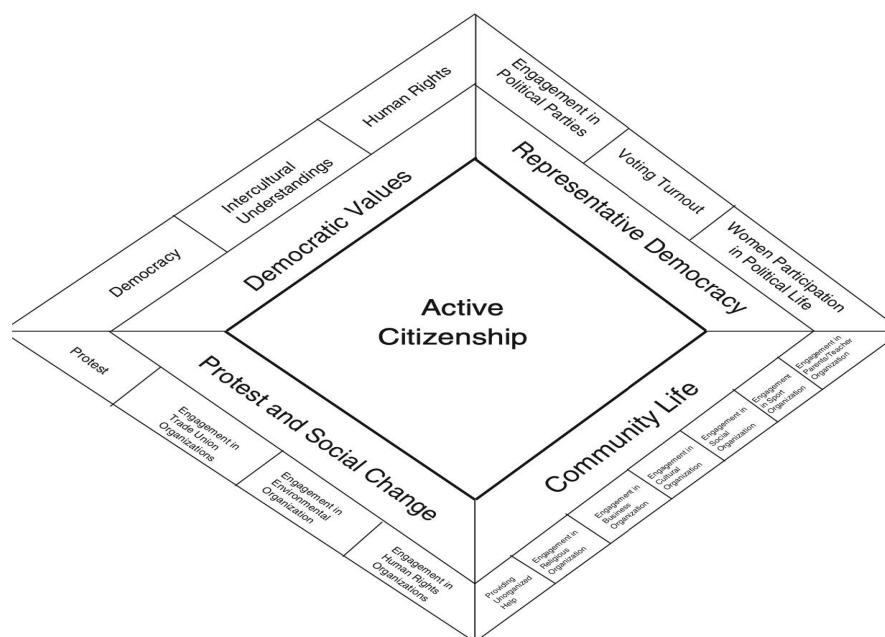 Human Rights
Intercultural
Understandings
Democracy
Democratic Values
Engagement in
Political Parties
Voting Turnout
Women Participation
in Political Life
Representative Democracy
Active
Citizenship
Protest
Engagement in
Trade Union
Organizations
Engagement in
Environmental
Organization
Engagement in
Human Rights
Organizations
Protest and Social Change
Community Life
Providing
Unorganized
Help
Engagement in
Religious
Organization
Engagement in
Business
Organization
Engagement in
Cultural
Organization
Engagement in
Social
Organization
Engagement
in Sport
Organization
Engagement in
Parents/Teacher
Organization